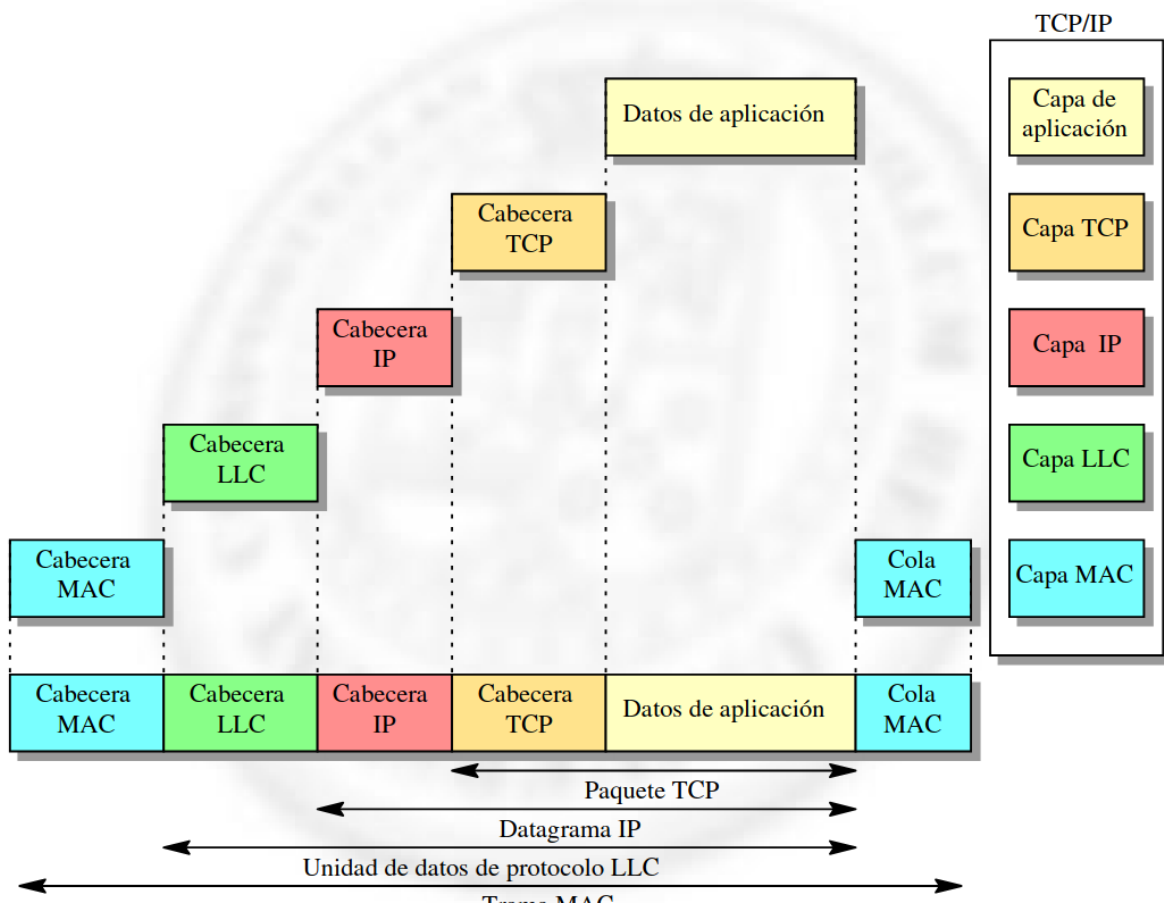 TCP/IP
Datos de aplicación
Capa de
aplicación
Cabecera
TCP
Capa TCP
Cabecera
IP
Capa IP
Cabecera
LLC
Capa LLC
Cabecera
MAC
Cola
MAC
Capa MAC
Cabecera
MAC
Cabecera
LLC
Cabecera
IP
Cabecera
TCP
Datos de aplicación
Cola
MAC
Paquete TCP
Datagrama IP
Unidad de datos de protocolo LLC
Trama MAC